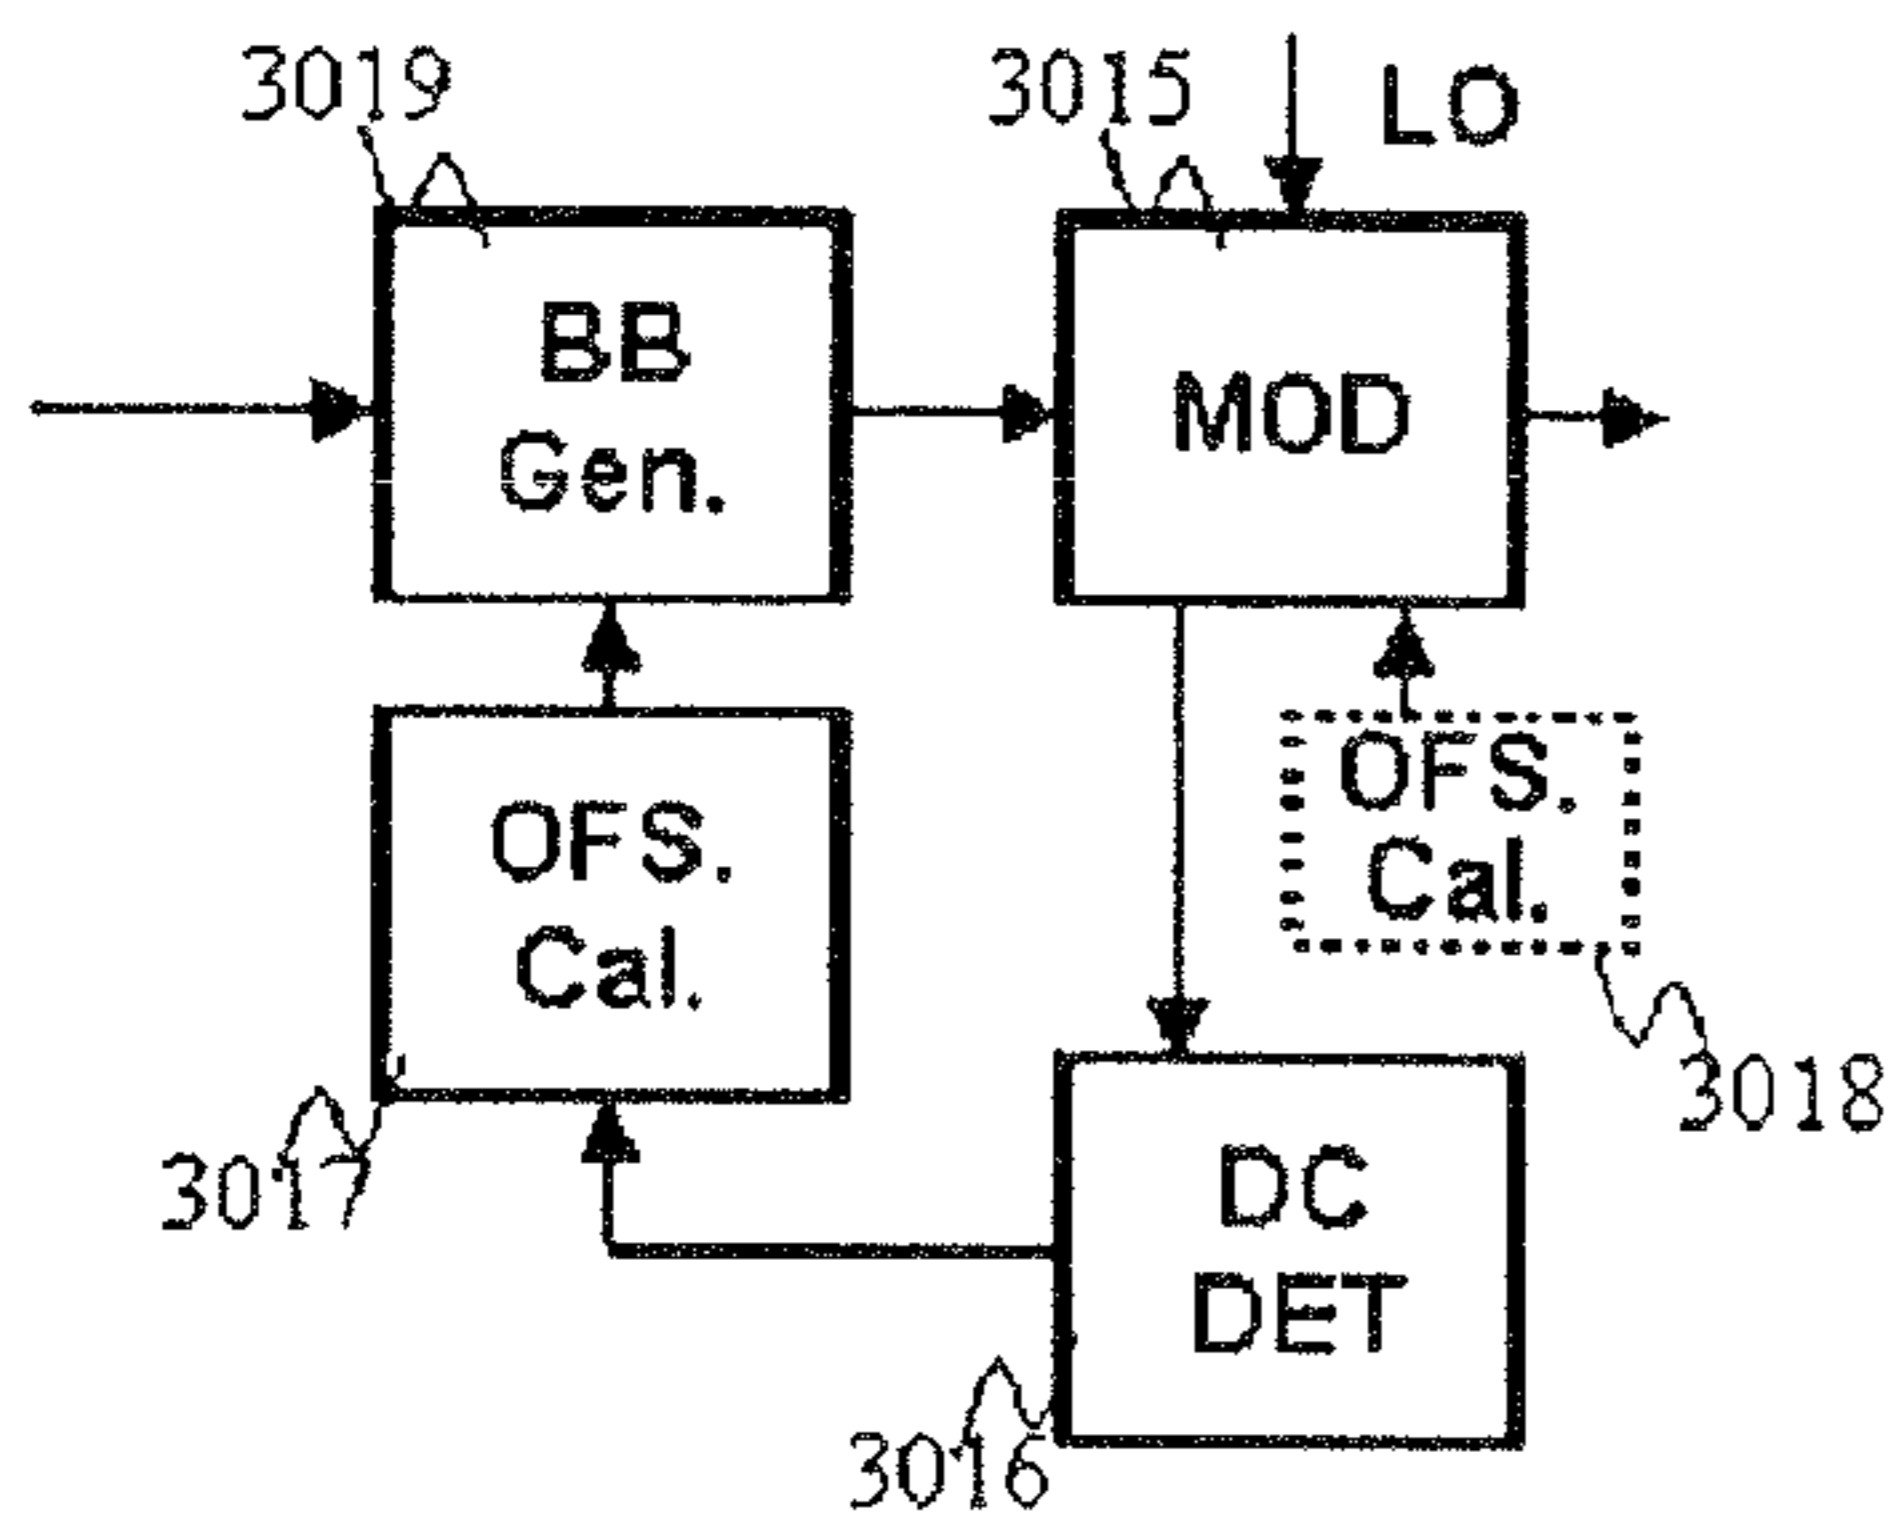 3019
3015
LO
BB
Gen.
MOD
OFS.
Cal.
OFS.
Cal.
3018
3017
DC
DET
3016